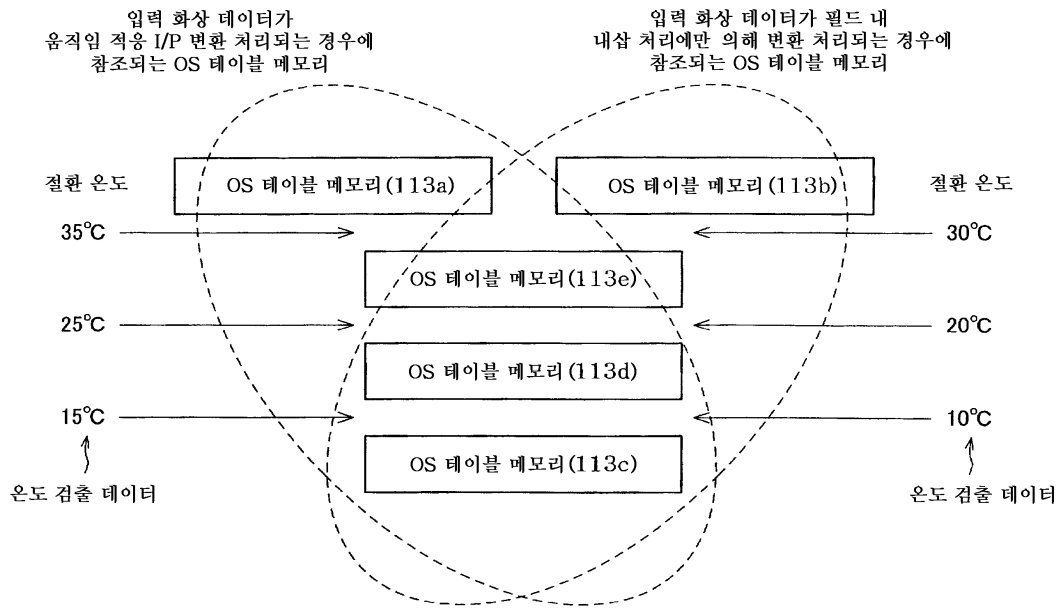 입력 화상 데이터가
움직임 적응 I/P 변환 처리되는 경우에
참조되는 OS 테이블 메모리
입력 화상 데이터가 필드 내
내삽 처리에만 의해 변환 처리되는 경우에
참조되는 OS 테이블 메모리
절환 온도
OS 테이블 메모리(113a)
OS 테이블 메모리(113b)
절환 온도
35℃
30℃
OS 테이블 메모리(113e)
25℃
20℃
OS 테이블 메모리(113d)
15℃
10℃
OS 테이블 메모리(113c)
온도 검출 데이터
온도 검출 데이터